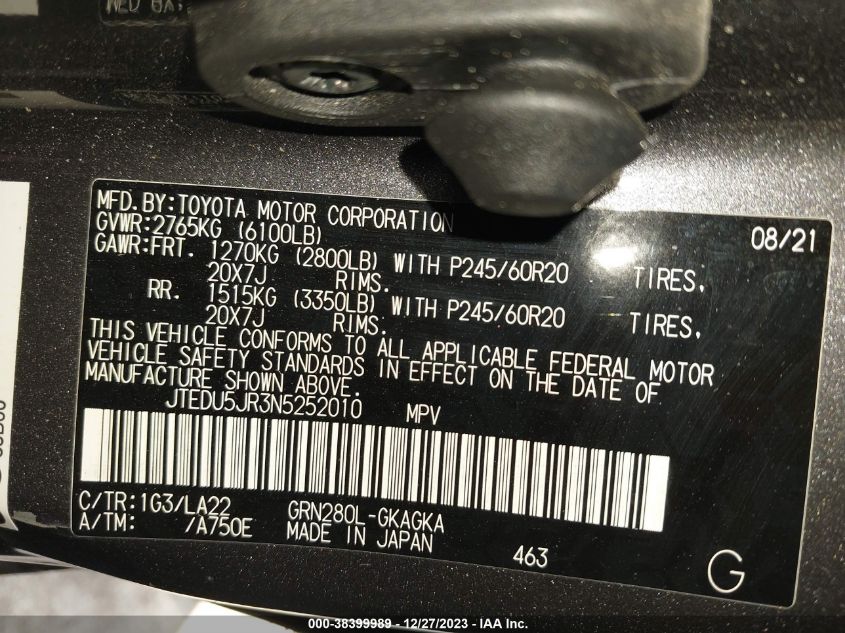 MFD.BY:TOYOTA MOTOR CORPORATION 08/21
GVWR:2765KG (6100LB)
GAWR:FRT. 1270KG (2800LB) WITH P245/60R20 TIRES,
20X7J RIMS.
RR. 1515KG (3350LB) WITH P245/60R20 TIRES,
20X7J RIMS.
THIS VEHICLE CONFORMS TO ALL APPLICABLE FEDERAL MOTOR
VEHICLE SAFETY STANDARDS IN EFFECT ON THE DATE OF
MANUFACTURE SHOWN ABOVE.
JTEDU5JR3N5252010 MPV
C/TR:1G3/LA22 GRN280L-GKAGKA
A/TM: /A750E MADE IN JAPAN 463
G
000-38399989 - 12/27/2023 - IAA Inc.